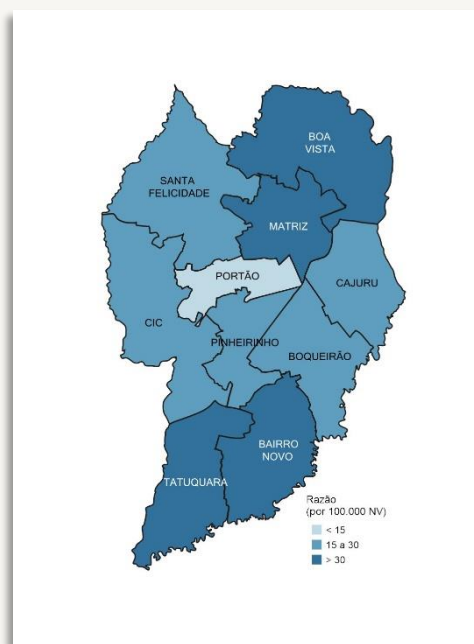 BOA
VISTA
SANTA
FELICIDADE
MATRIZ
PORTÃO
CAJURU
CIC
PINHEIRINHO
BOQUEIRÃO
BAIRRO
NOVO
TATUQUARA
Razão
(por 100.000 NV)
< 15
15 a 30
> 30